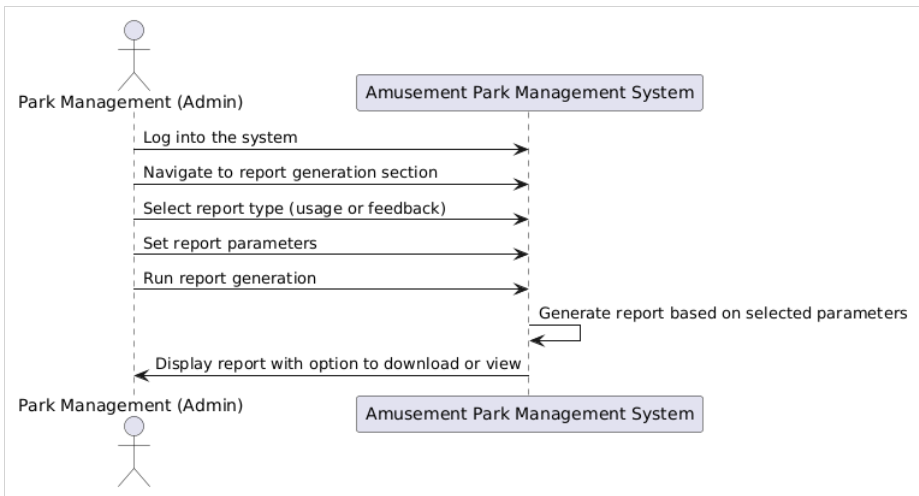 Park Management (Admin)
Amusement Park Management System
Log into the system
Navigate to report generation section
Select report type (usage or feedback)
Set report parameters
Run report generation
Generate report based on selected parameters
Display report with option to download or view
Park Management (Admin)
Amusement Park Management System